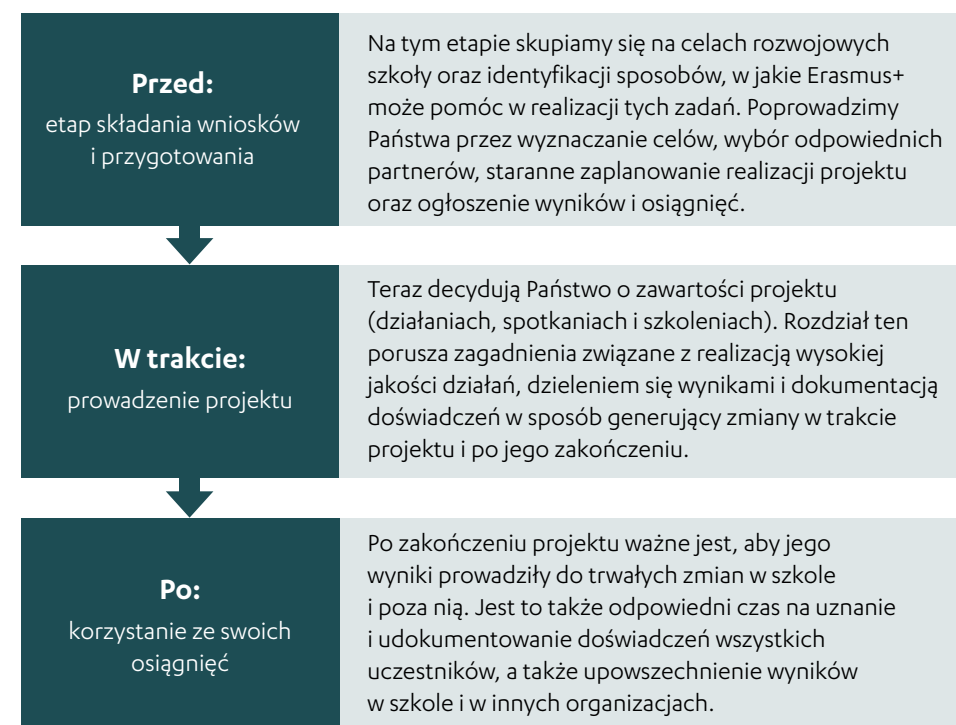 Przed:
etap składania wniosków
i przygotowania
Na tym etapie skupiamy się na celach rozwojowych
szkoły oraz identyfikacji sposobów, w jakie Erasmus+
może pomóc w realizacji tych zadań. Poprowadzimy
Państwa przez wyznaczanie celów, wybór odpowiednich
partnerów, staranne zaplanowanie realizacji projektu
oraz ogłoszenie wyników i osiągnięć.
W trakcie:
prowadzenie projektu
Teraz decydują Państwo o zawartości projektu
(działaniach, spotkaniach i szkoleniach). Rozdział ten
porusza zagadnienia związane z realizacją wysokiej
jakości działań, dzieleniem się wynikami i dokumentacją
doświadczeń w sposób generujący zmiany w trakcie
projektu i po jego zakończeniu.
Po:
korzystanie ze swoich
osiągnięć
Po zakończeniu projektu ważne jest, aby jego
wyniki prowadziły do trwałych zmian w szkole
i poza nią. Jest to także odpowiedni czas na uznanie
i udokumentowanie doświadczeń wszystkich
uczestników, a także upowszechnienie wyników
w szkole i w innych organizacjach.